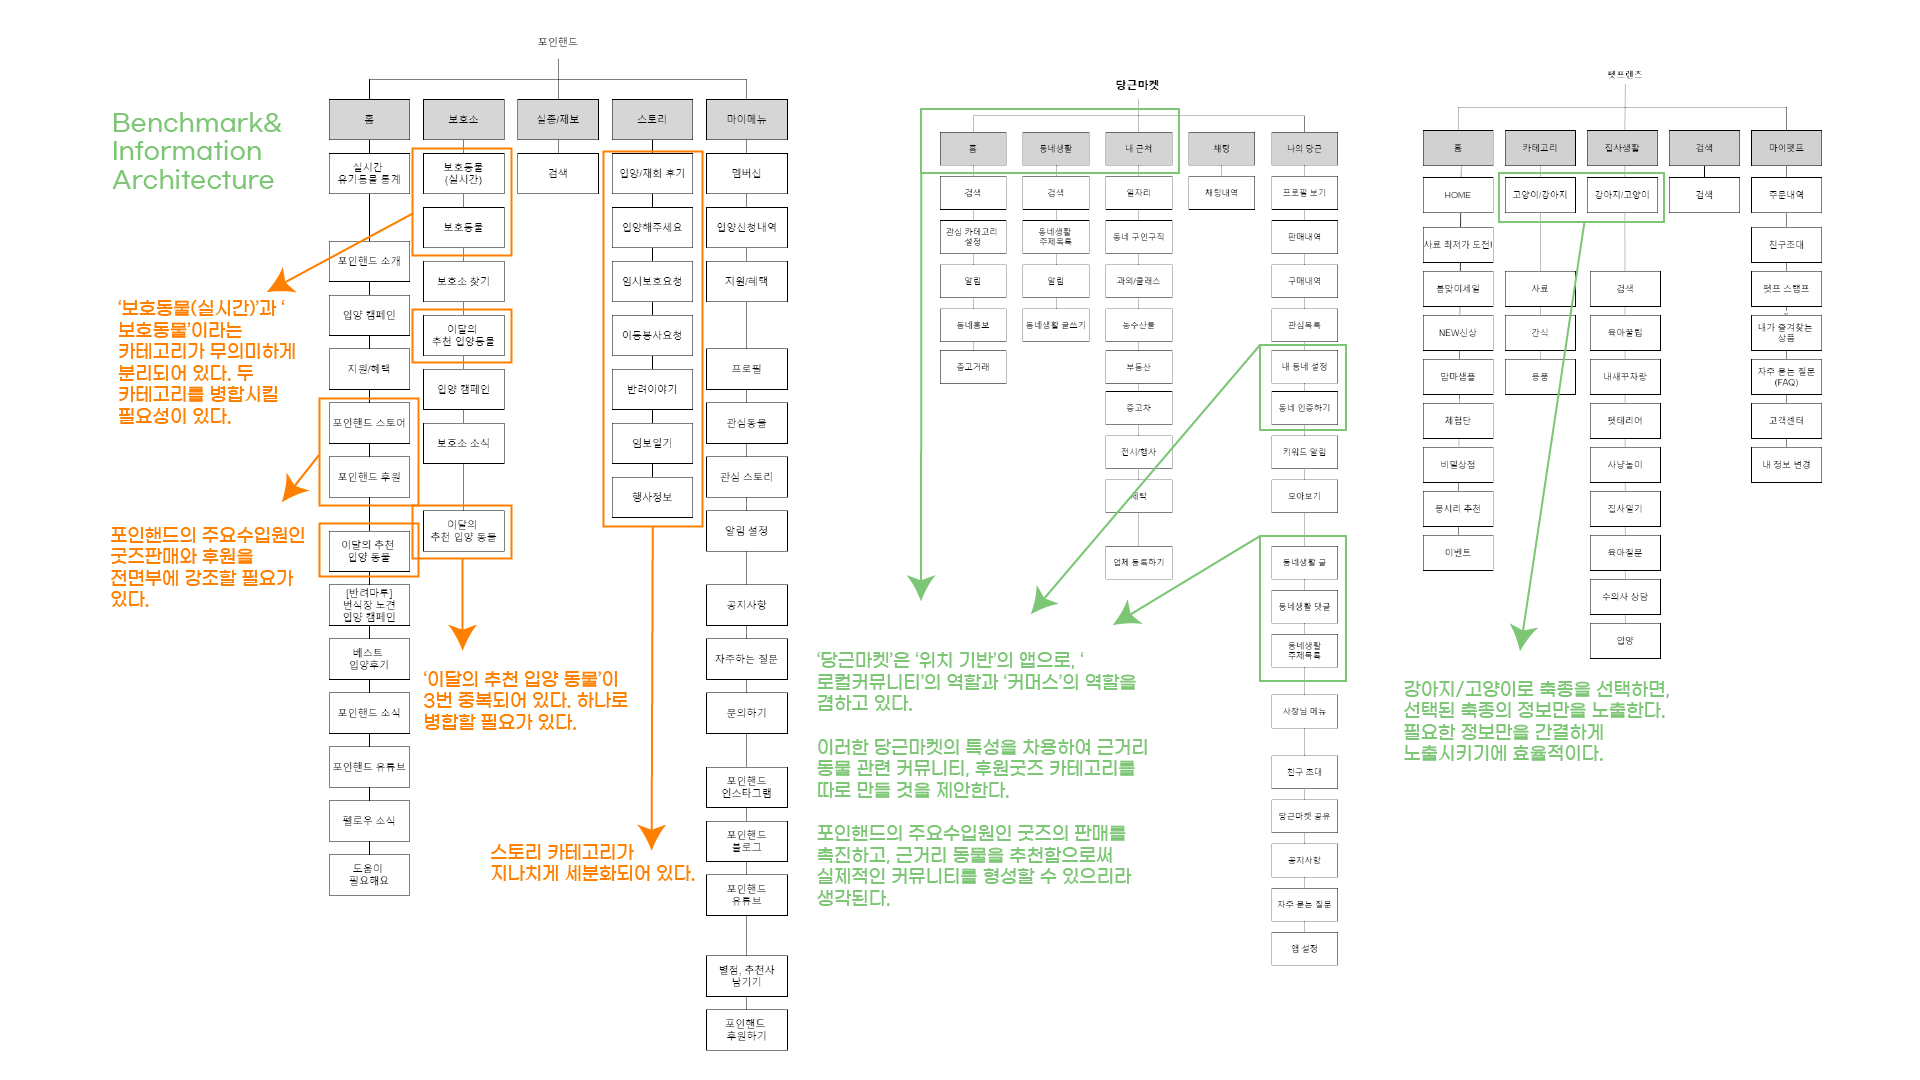 Benchmark&
Information
Architecture
포인핸드
홈
실시간
유기동물 통계
포인핸드 소개
입양 캠페인
지원/혜택
포인핸드 스토어
포인핸드 후원
이달의 추천
입양 동물
[반려마루]
번식장 노견
입양 캠페인
베스트
입양후기
포인핸드 소식
포인핸드 유튜브
펠로우 소식
도움이
필요해요
보호소
보호동물
(실시간)
보호동물
보호소 찾기
이달의
추천 입양동물
입양 캠페인
보호소 소식
이달의
추천 입양 동물
실종/제보
검색
스토리
입양/재회 후기
입양해주세요
임시보호요청
이동봉사요청
반려이야기
임보일기
행사정보
마이메뉴
멤버십
입양신청내역
지원/혜택
프로필
관심동물
관심 스토리
알림 설정
공지사항
자주하는 질문
문의하기
포인핸드
인스타그램
포인핸드
블로그
포인핸드
유튜브
별점, 추천사
남기기
포인핸드
후원하기
‘보호동물(실시간)’과 ‘
보호동물’이라는
카테고리가 무의미하게
분리되어 있다. 두
카테고리를 병합시킬
필요성이 있다.
포인핸드의 주요수입원인
굿즈판매와 후원을
전면부에 강조할 필요가
있다.
‘이달의 추천 입양 동물’이
3번 중복되어 있다. 하나로
병합할 필요가 있다.
스토리 카테고리가
지나치게 세분화되어 있다.
당근마켓
홈
검색
관심 카테고리
설정
알림
동네홍보
중고거래
동네생활
검색
동네생활
주제목록
알림
동네생활 글쓰기
내 근처
일자리
동네 구인구직
과외/클래스
농수산물
부동산
중고차
전시/행사
세탁
업체 등록하기
채팅
채팅내역
나의 당근
프로필 보기
판매내역
구매내역
관심목록
내 동네 설정
동네 인증하기
키워드 알림
모아보기
동네생활 글
동네생활 댓글
동네생활
주제목록
사장님 메뉴
친구 초대
당근마켓 공유
공지사항
자주 묻는 질문
앱 설정
‘당근마켓’은 ‘위치 기반’의 앱으로, ‘
로컬커뮤니티’의 역할과 ‘커머스’의 역할을
겸하고 있다.
이러한 당근마켓의 특성을 차용하여 근거리
동물 관련 커뮤니티, 후원굿즈 카테고리를
따로 만들 것을 제안한다.
포인핸드의 주요수입원인 굿즈의 판매를
촉진하고, 근거리 동물을 추천함으로써
실제적인 커뮤니티를 형성할 수 있으리라
생각된다.
펫프렌즈
홈
HOME
사료 최저가 도전!
봄맞이세일
NEW신상
맘마샘플
체험단
비밀상점
몽시리 추천
이벤트
카테고리
고양이/강아지
사료
간식
용품
집사생활
강아지/고양이
검색
육아꿀팁
내새꾸자랑
펫테리어
사냥놀이
집사일기
육아질문
수의사 상담
입양
검색
검색
마이펫프
주문내역
친구초대
펫프 스탬프
내가 즐겨찾는
상품
자주 묻는 질문
(FAQ)
고객센터
내 정보 변경
강아지/고양이로 축종을 선택하면,
선택된 축종의 정보만을 노출한다.
필요한 정보만을 간결하게
노출시키기에 효율적이다.